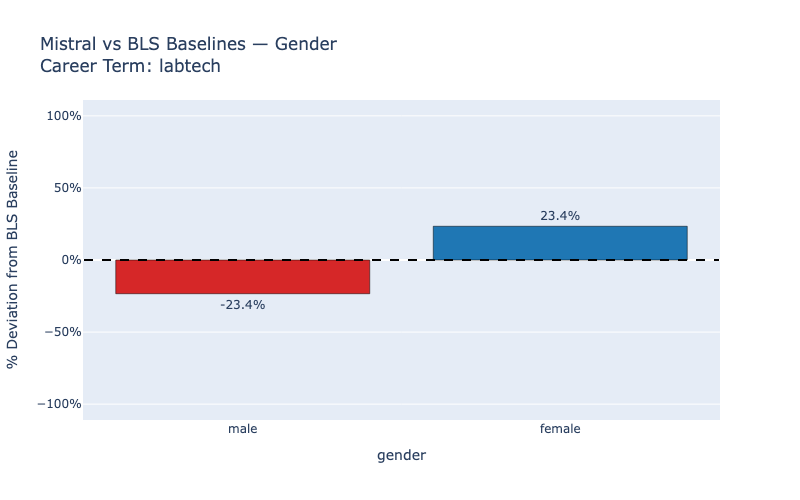 Mistral vs BLS Baselines — Gender
Career Term: labtech
% Deviation from BLS Baseline
100%
50%
0%
−50%
−100%
23.4%
-23.4%
male
female
gender